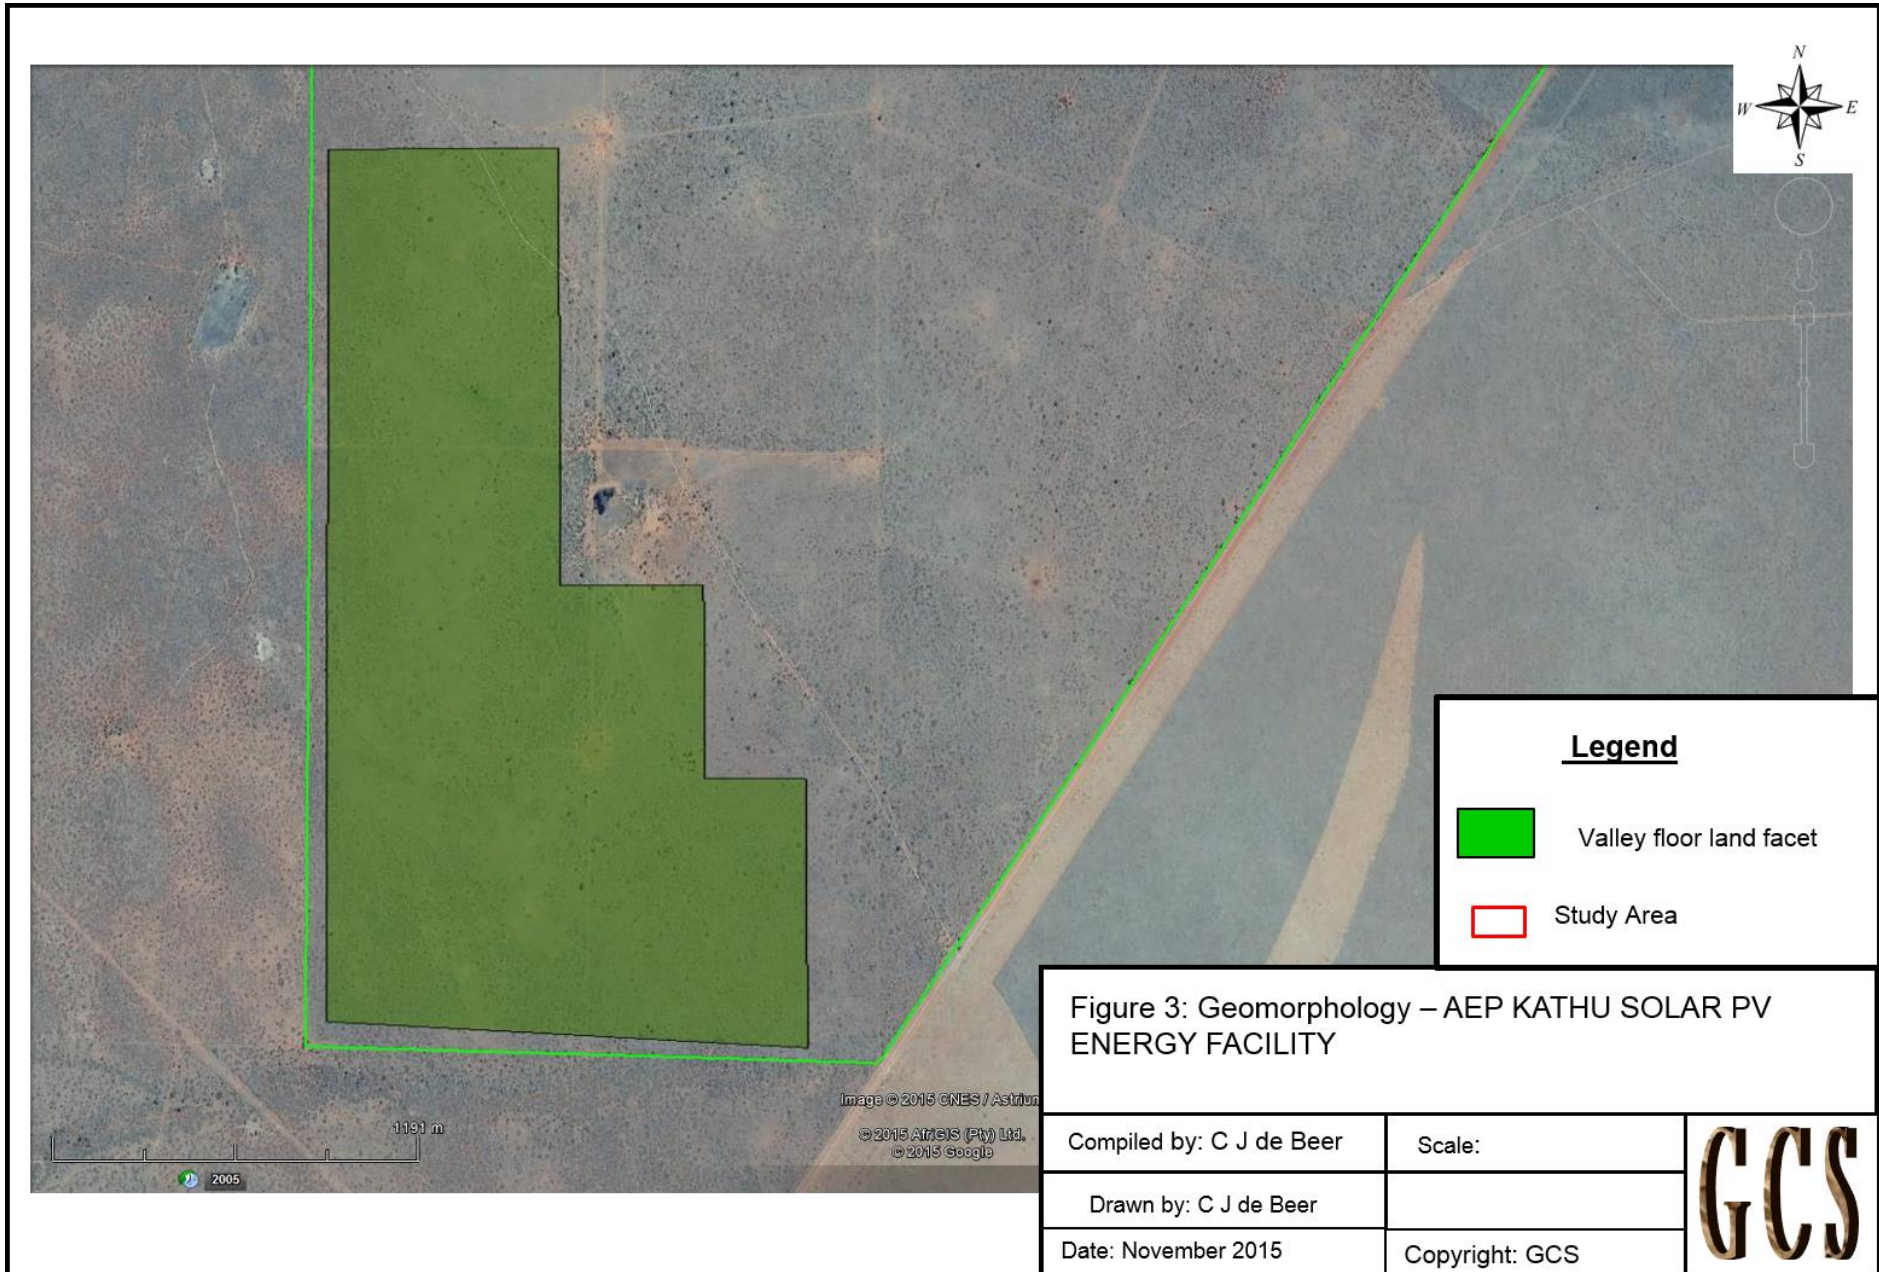 N
W
E
S
Legend
Valley floor land facet
Study Area
Figure 3: Geomorphology – AEP KATHU SOLAR PV
ENERGY FACILITY
Image © 2015 CNES / Astrium
1191 m
© 2015 AfriGIS (Pty) Ltd.
© 2015 Google
2005
Compiled by: C J de Beer
Scale:
Drawn by: C J de Beer
Date: November 2015
Copyright: GCS
GCS